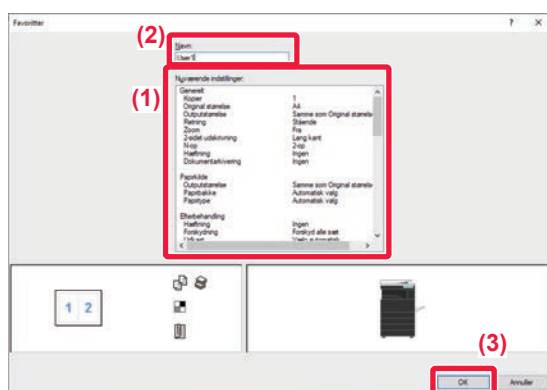 Favoritter ? ×
(2)
Navn:
User1
(1)
Nuværende indstillinger:
Generelt
Kopier 1
Original størrelse A4
Outputstørrelse Samme som Original størrelse
Retning Stående
Zoom Fra
2-sidet udskrivning Lang kant
N-op 2-op
Hæftning Ingen
Dokumentarkivering Ingen
Papirkilde
Outputstørrelse Samme som Original størrelse
Papirbakke Automatisk valg
Papirtype Automatisk valg
Efterbehandling
Hæftning Ingen
Forskydning Forskyd alle sæt
Udkast Vælg automatisk
1 2
(3)
OK Annuller